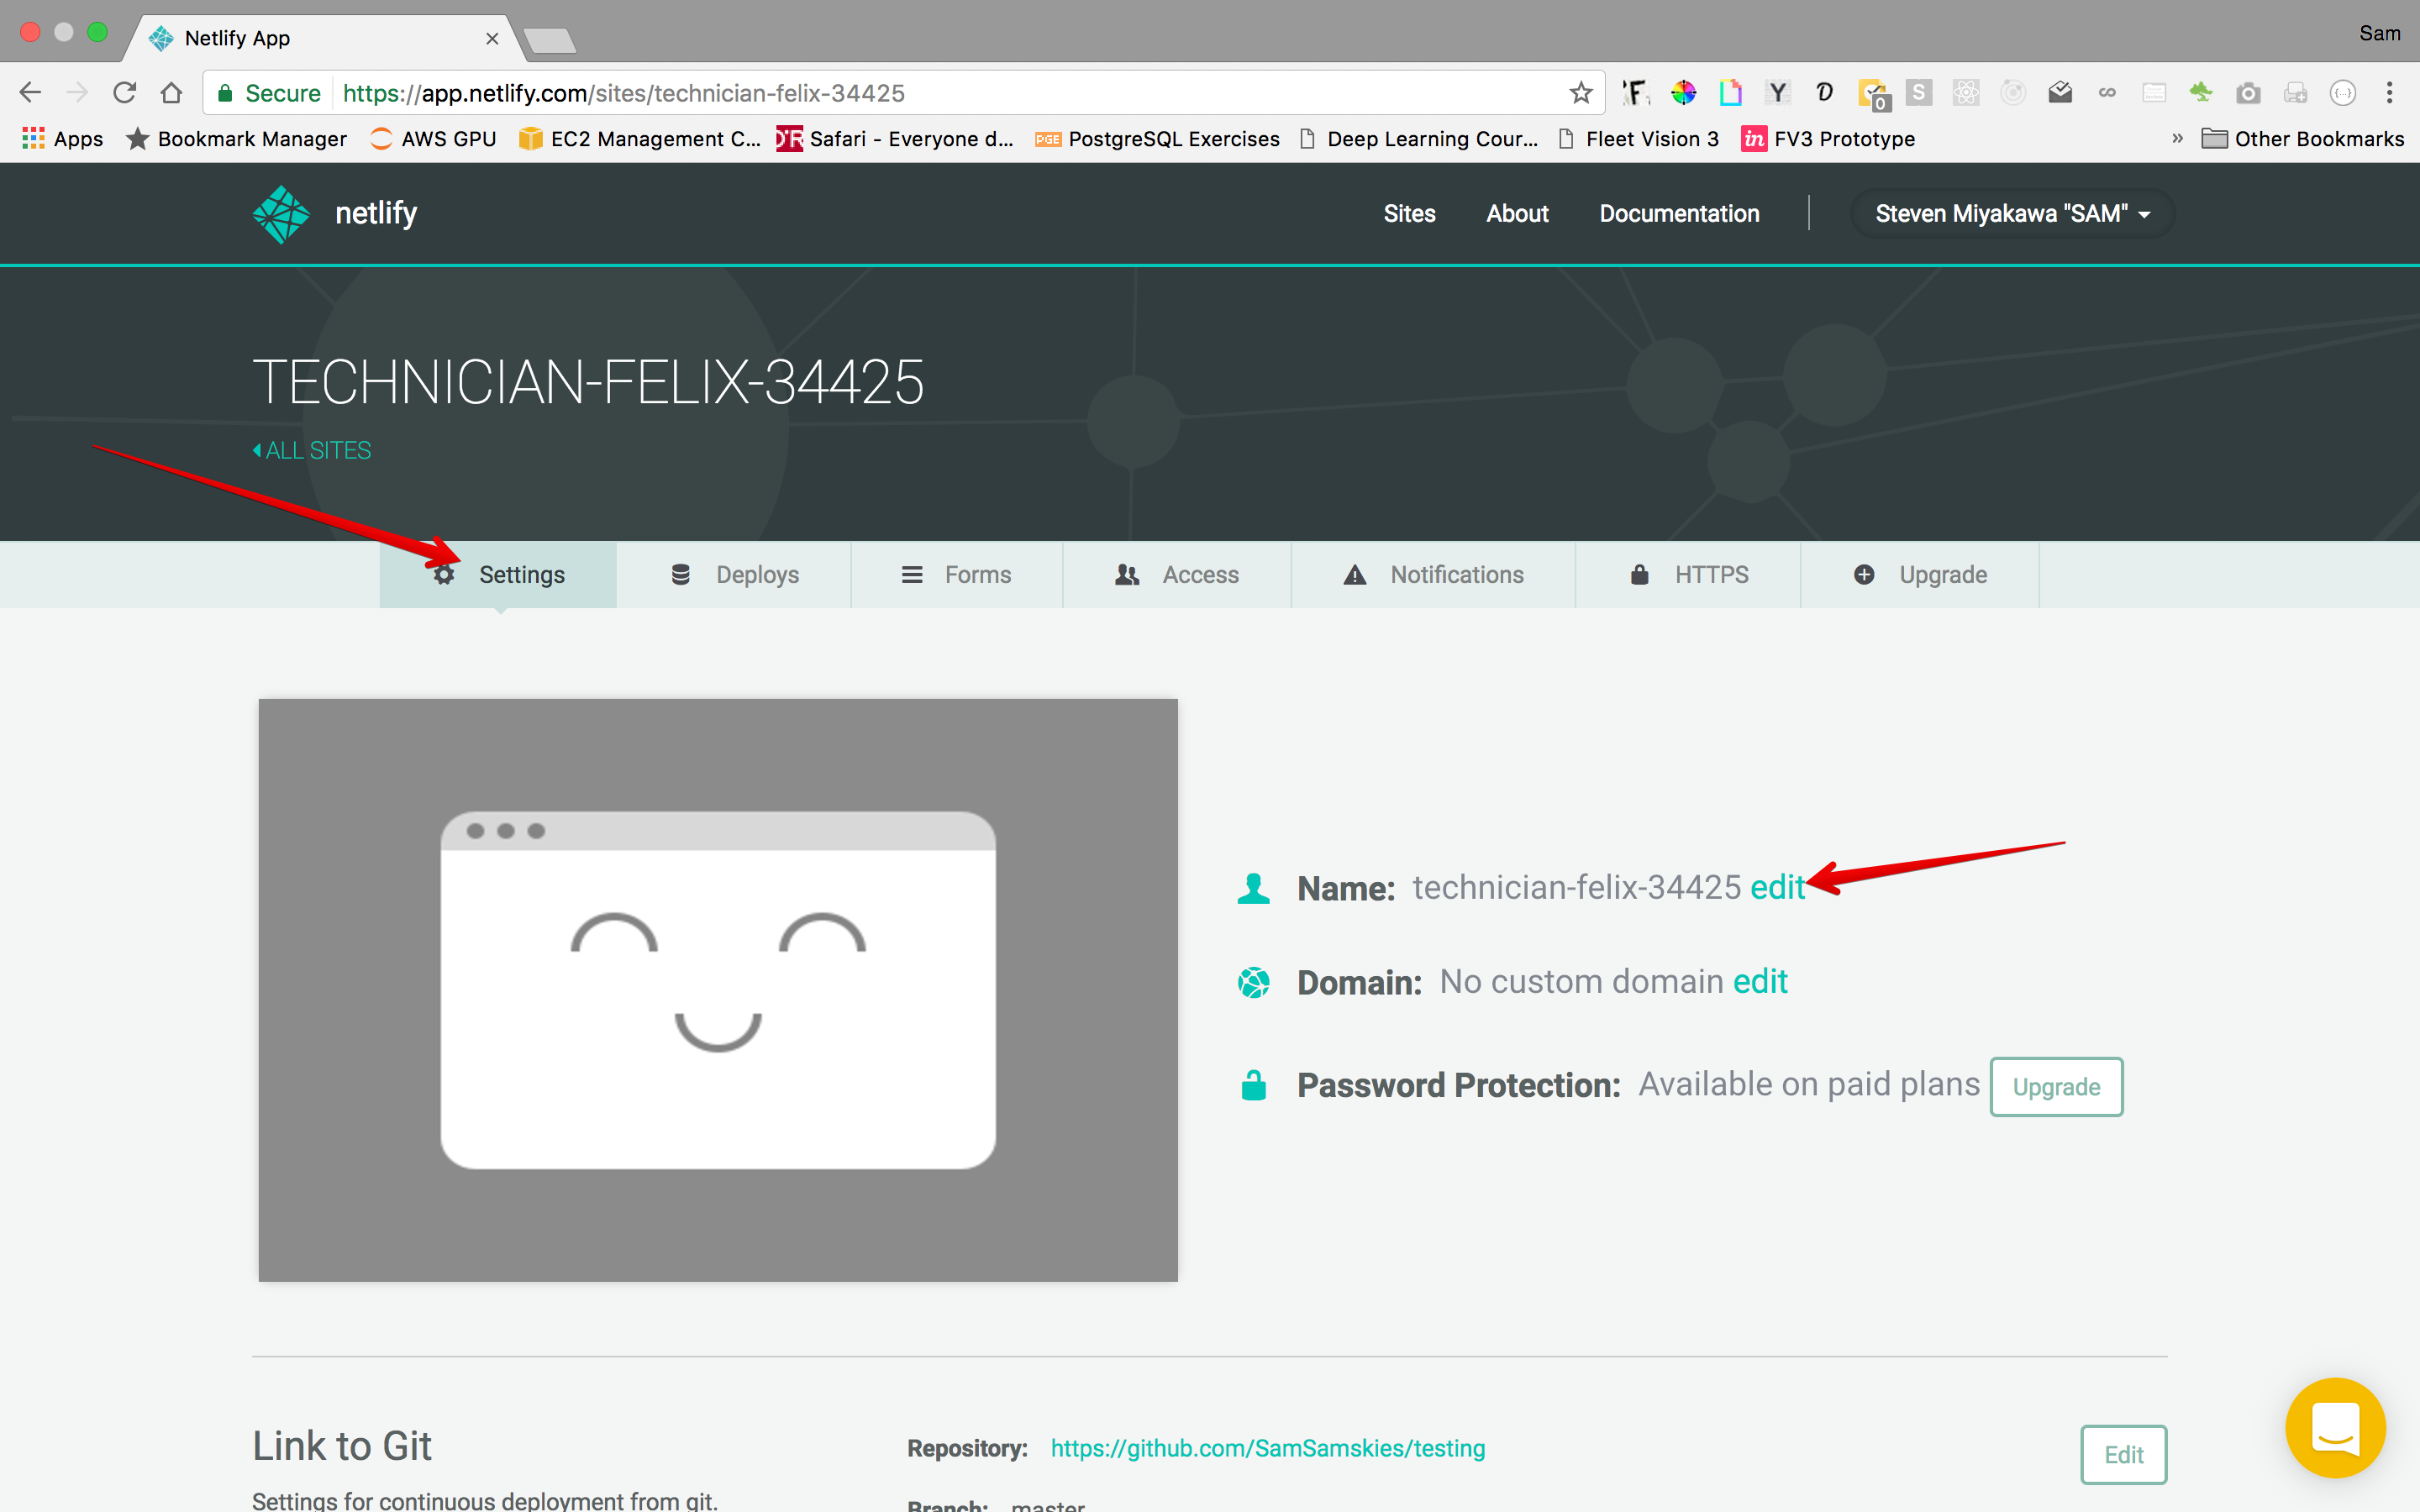 Netlify App
Sam
Secure https://app.netlify.com/sites/technician-felix-34425
Apps Bookmark Manager AWS GPU EC2 Management C... Safari - Everyone d... PGE PostgreSQL Exercises Deep Learning Cour... Fleet Vision 3 in FV3 Prototype » Other Bookmarks
netlify
Sites About Documentation Steven Miyakawa "SAM"
TECHNICIAN-FELIX-34425
ALL SITES
Settings Deploys Forms Access Notifications HTTPS Upgrade
Name: technician-felix-34425 edit
Domain: No custom domain edit
Password Protection: Available on paid plans Upgrade
Link to Git
Repository: https://github.com/SamSamskies/testing
Edit
Settings for continuous deployment from git.
Branch: master